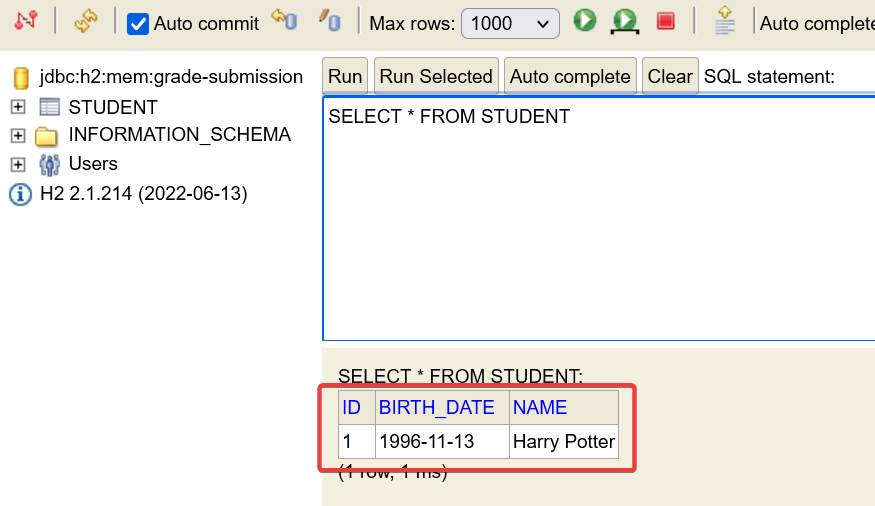 Auto commit Max rows: 1000 Auto complete
jdbc:h2:mem:grade-submission
STUDENT
INFORMATION_SCHEMA
Users
H2 2.1.214 (2022-06-13)
Run Run Selected Auto complete Clear SQL statement:
SELECT * FROM STUDENT
SELECT * FROM STUDENT:
ID BIRTH_DATE NAME
1 1996-11-13 Harry Potter
(1 row, 1 ms)